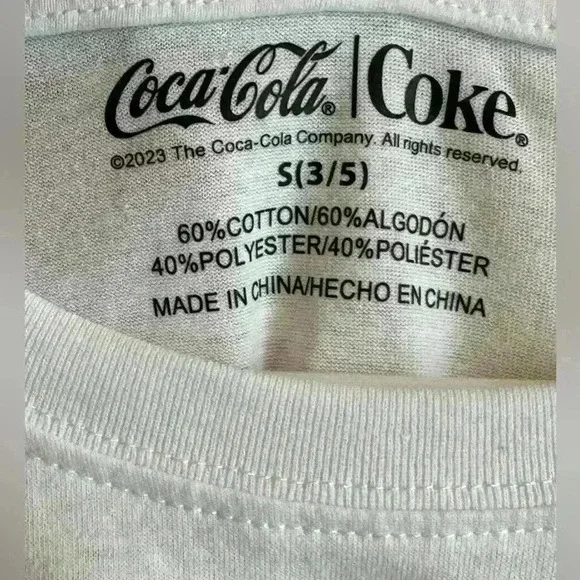 Coca-Cola® | Coke®
©2023 The Coca-Cola Company. All rights reserved.
S(3/5)
60%COTTON/60%ALGODÓN
40%POLYESTER/40%POLIÉSTER
MADE IN CHINA/HECHO EN CHINA